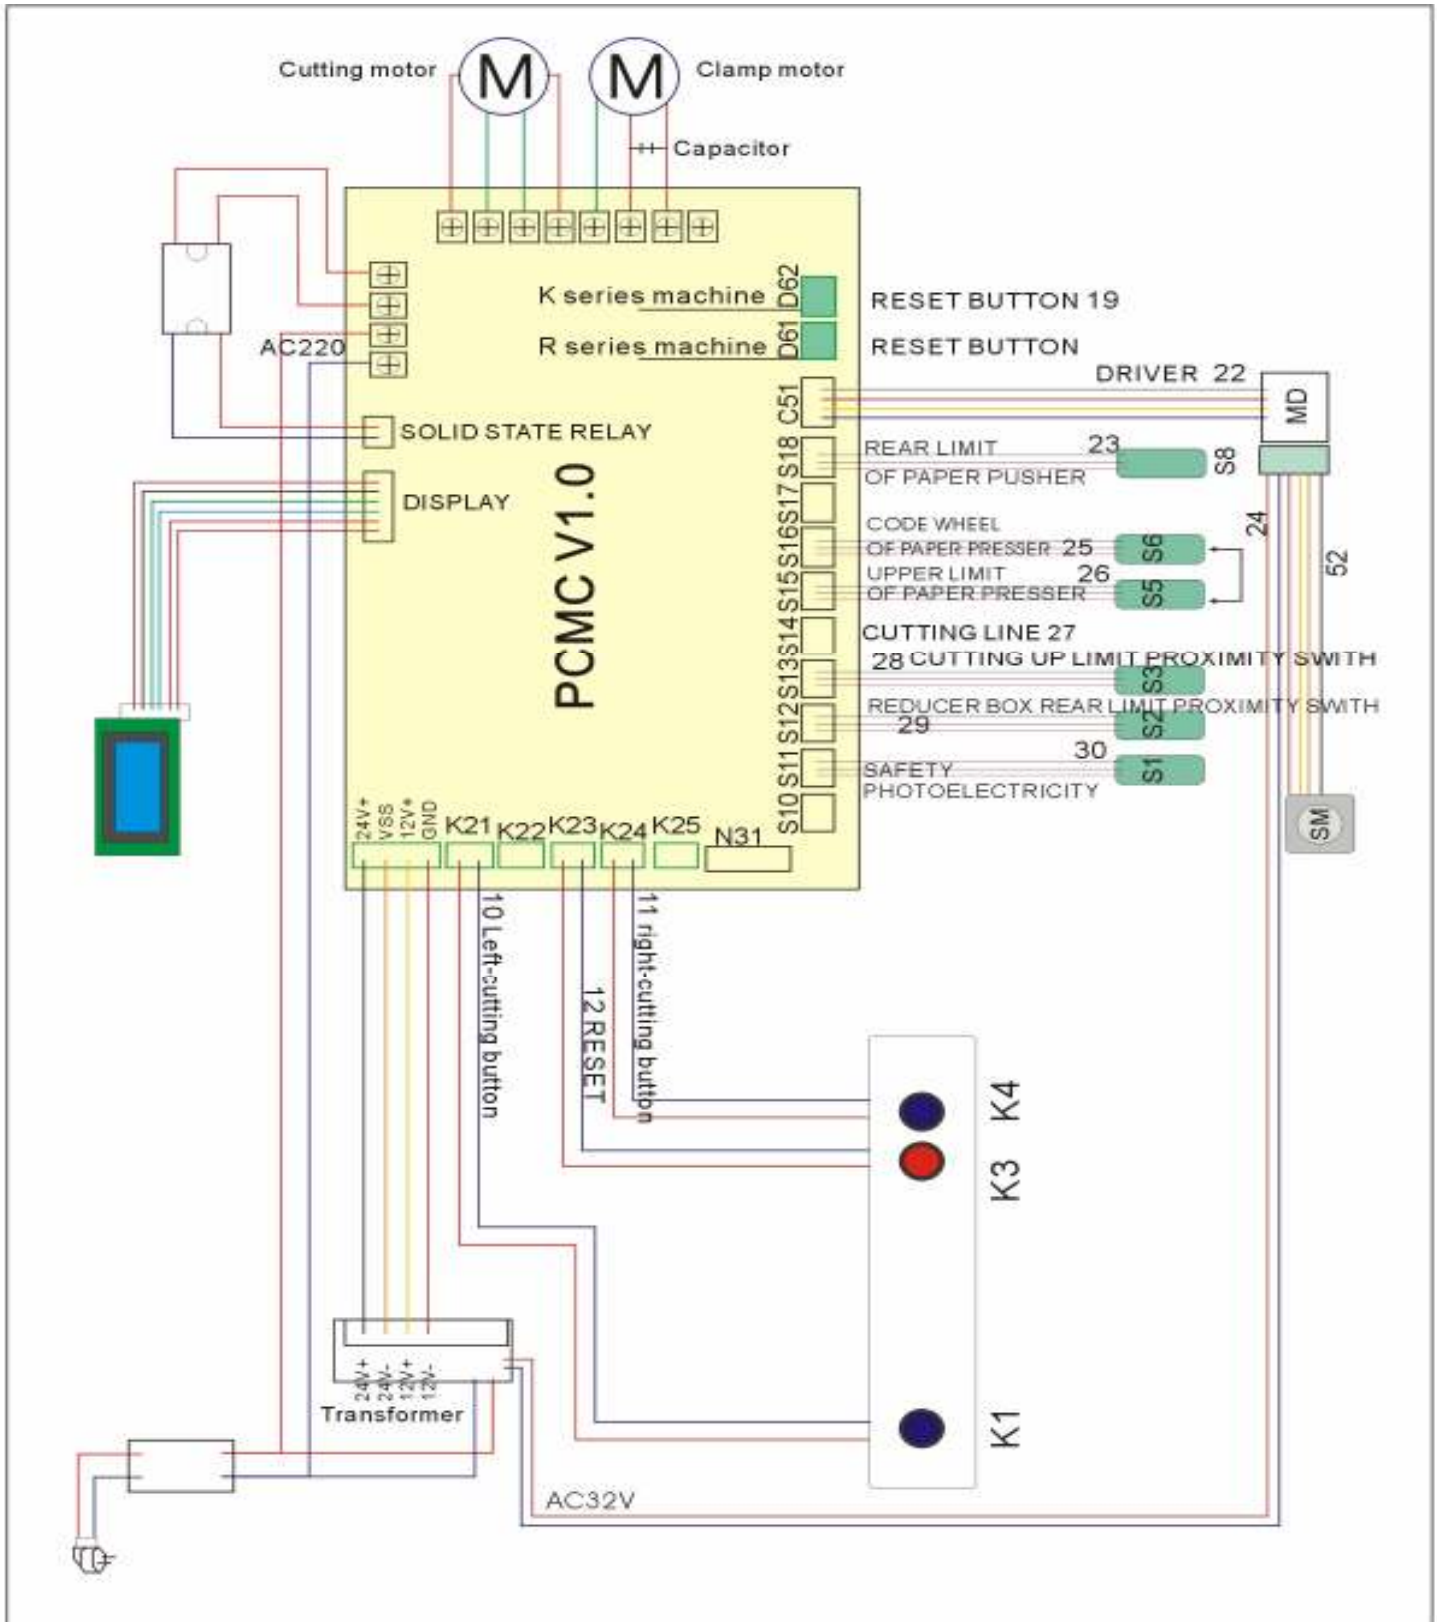 Cutting motor
M
M
Clamp motor
Capacitor
K series machine
D62
RESET BUTTON 19
AC220
R series machine
D61
RESET BUTTON
DRIVER 22
MD
C51
SOLID STATE RELAY
REAR LIMIT
23
OF PAPER PUSHER
S18
S8
DISPLAY
PCMC V1.0
S17
CODE WHEEL
OF PAPER PRESSER 25
S16
S6
24
52
UPPER LIMIT
26
OF PAPER PRESSER
S15
S5
S14
CUTTING LINE 27
28 CUTTING UP LIMIT PROXIMITY SWITH
S13
S3
REDUCER BOX REAR LIMIT PROXIMITY SWITH
29
S12
S2
30
S11
SAFETY
PHOTOELECTRICITY
S1
S10
SM
24V+
VSS
12V+
GND
K21
K22
K23
K24
K25
N31
10 Left-cutting button
12 RESET
11 right-cutting button
K4
K3
K1
24V+
24V-
12V+
12V-
Transformer
AC32V